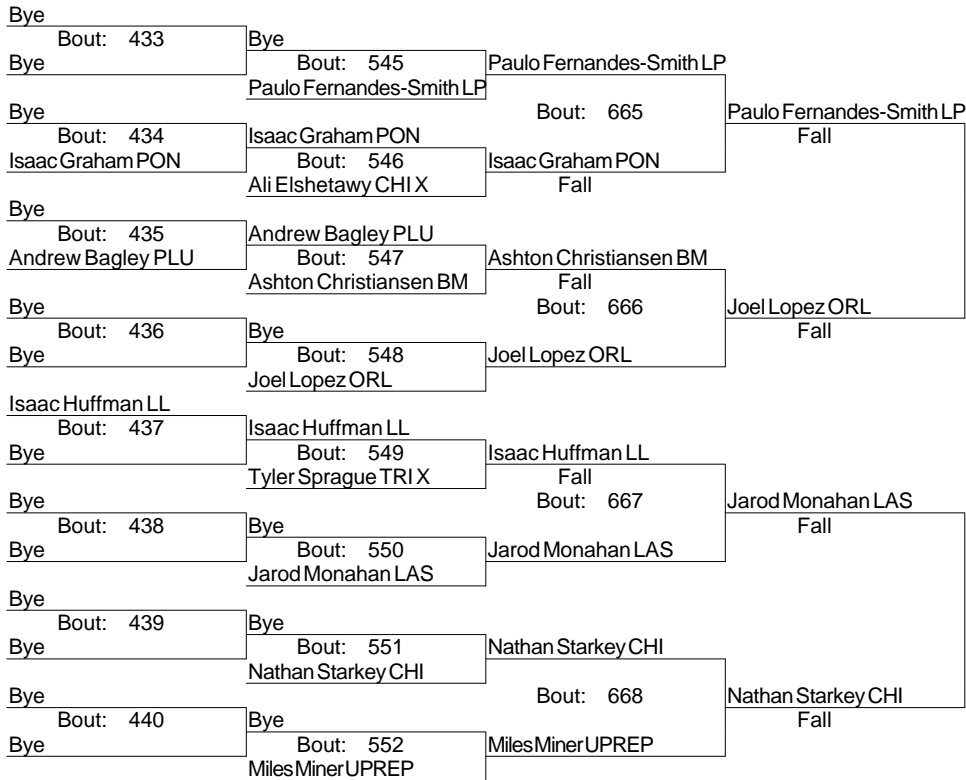 Bye
Bout: 433 Bye
Bye Bout: 545 Paulo Fernandes-Smith LP
Paulo Fernandes-Smith LP
Bye Bout: 665 Paulo Fernandes-Smith LP
Bout: 434 Isaac Graham PON Fall
Isaac Graham PON Bout: 546 Isaac Graham PON
Ali Elshetawy CHI X Fall
Bye
Bout: 435 Andrew Bagley PLU
Andrew Bagley PLU Bout: 547 Ashton Christiansen BM
Ashton Christiansen BM Fall
Bye Bout: 666 Joel Lopez ORL
Bout: 436 Bye Fall
Bye Bout: 548 Joel Lopez ORL
Joel Lopez ORL
Isaac Huffman LL
Bout: 437 Isaac Huffman LL
Bye Bout: 549 Isaac Huffman LL
Tyler Sprague TRI X Fall
Bye Bout: 667 Jarod Monahan LAS
Bout: 438 Bye Fall
Bye Bout: 550 Jarod Monahan LAS
Jarod Monahan LAS
Bye
Bout: 439 Bye
Bye Bout: 551 Nathan Starkey CHI
Nathan Starkey CHI
Bye Bout: 668 Nathan Starkey CHI
Bout: 440 Bye Fall
Bye Bout: 552 Miles Miner UPREP
Miles Miner UPREP